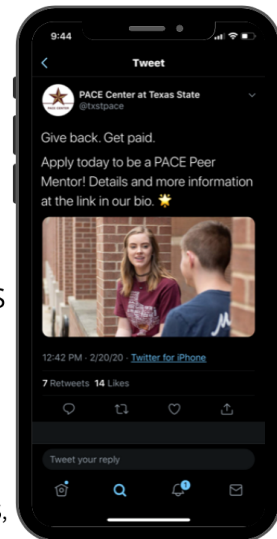 9:44
Tweet
PACE Center at Texas State
@txstpace
Give back. Get paid.
Apply today to be a PACE Peer
Mentor! Details and more information
at the link in our bio. 🌟
12:42 PM · 2/20/20 · Twitter for iPhone
7 Retweets 14 Likes
Tweet your reply